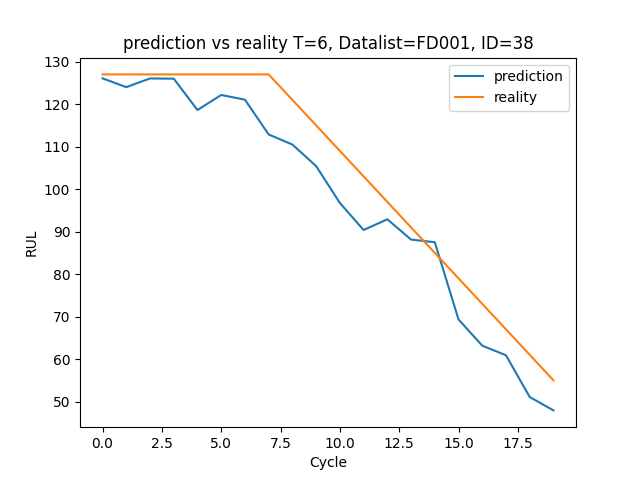 prediction vs reality T=6, Datalist=FD001, ID=38
prediction
reality
130
120
110
100
90
80
70
60
50
RUL
0.0 2.5 5.0 7.5 10.0 12.5 15.0 17.5
Cycle